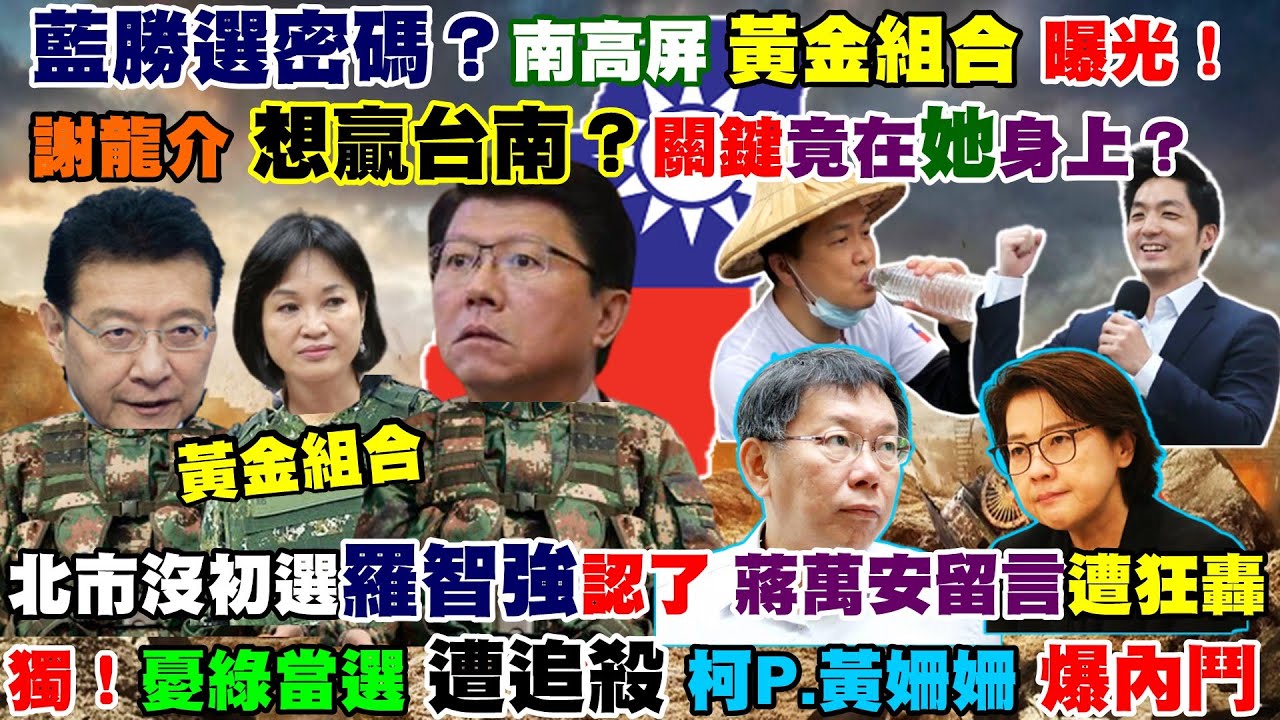 藍勝選密碼？南高屏 黃金組合 曝光！
謝龍介 想贏台南？關鍵竟在她身上？
黃金組合
北市沒初選羅智強認了 蔣萬安留言遭狂轟
獨！憂綠當選 遭追殺 柯P.黃姍姍 爆內鬥